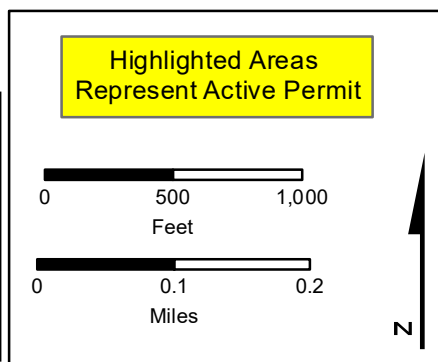 Highlighted Areas
Represent Active Permit
0 500 1,000
Feet
0 0.1 0.2
Miles
N